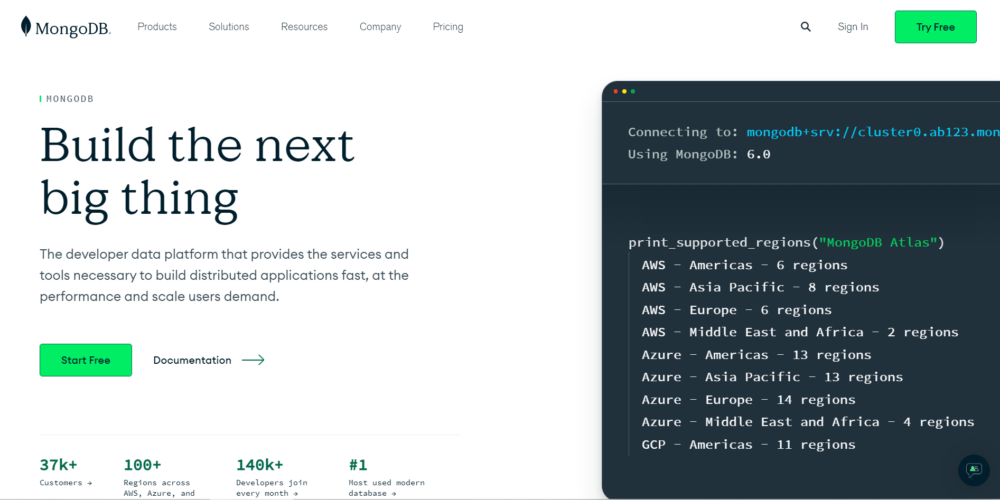 MongoDB®
Products
Solutions
Resources
Company
Pricing
Sign In
Try Free
MONGODB
Build the next
big thing
The developer data platform that provides the services and
tools necessary to build distributed applications fast, at the
performance and scale users demand.
Start Free
Documentation
37k+
Customers →
100+
Regions across
AWS, Azure, and
140k+
Developers join
every month →
#1
Most used modern
database →
Connecting to: mongodb+srv://cluster0.ab123.mon
Using MongoDB: 6.0
print_supported_regions("MongoDB Atlas")
AWS - Americas - 6 regions
AWS - Asia Pacific - 8 regions
AWS - Europe - 6 regions
AWS - Middle East and Africa - 2 regions
Azure - Americas - 13 regions
Azure - Asia Pacific - 13 regions
Azure - Europe - 14 regions
Azure - Middle East and Africa - 4 regions
GCP - Americas - 11 regions